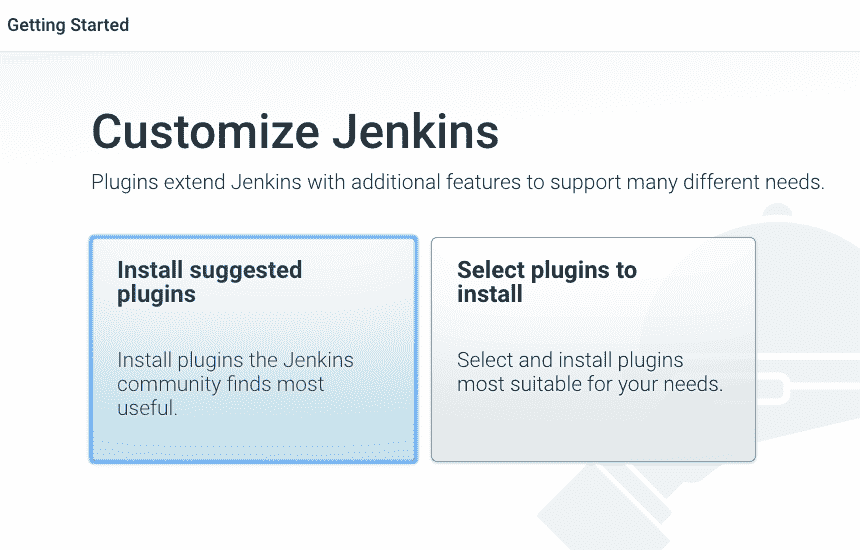 Getting Started
Customize Jenkins
Plugins extend Jenkins with additional features to support many different needs.
Install suggested
plugins
Install plugins the Jenkins
community finds most
useful.
Select plugins to
install
Select and install plugins
most suitable for your needs.